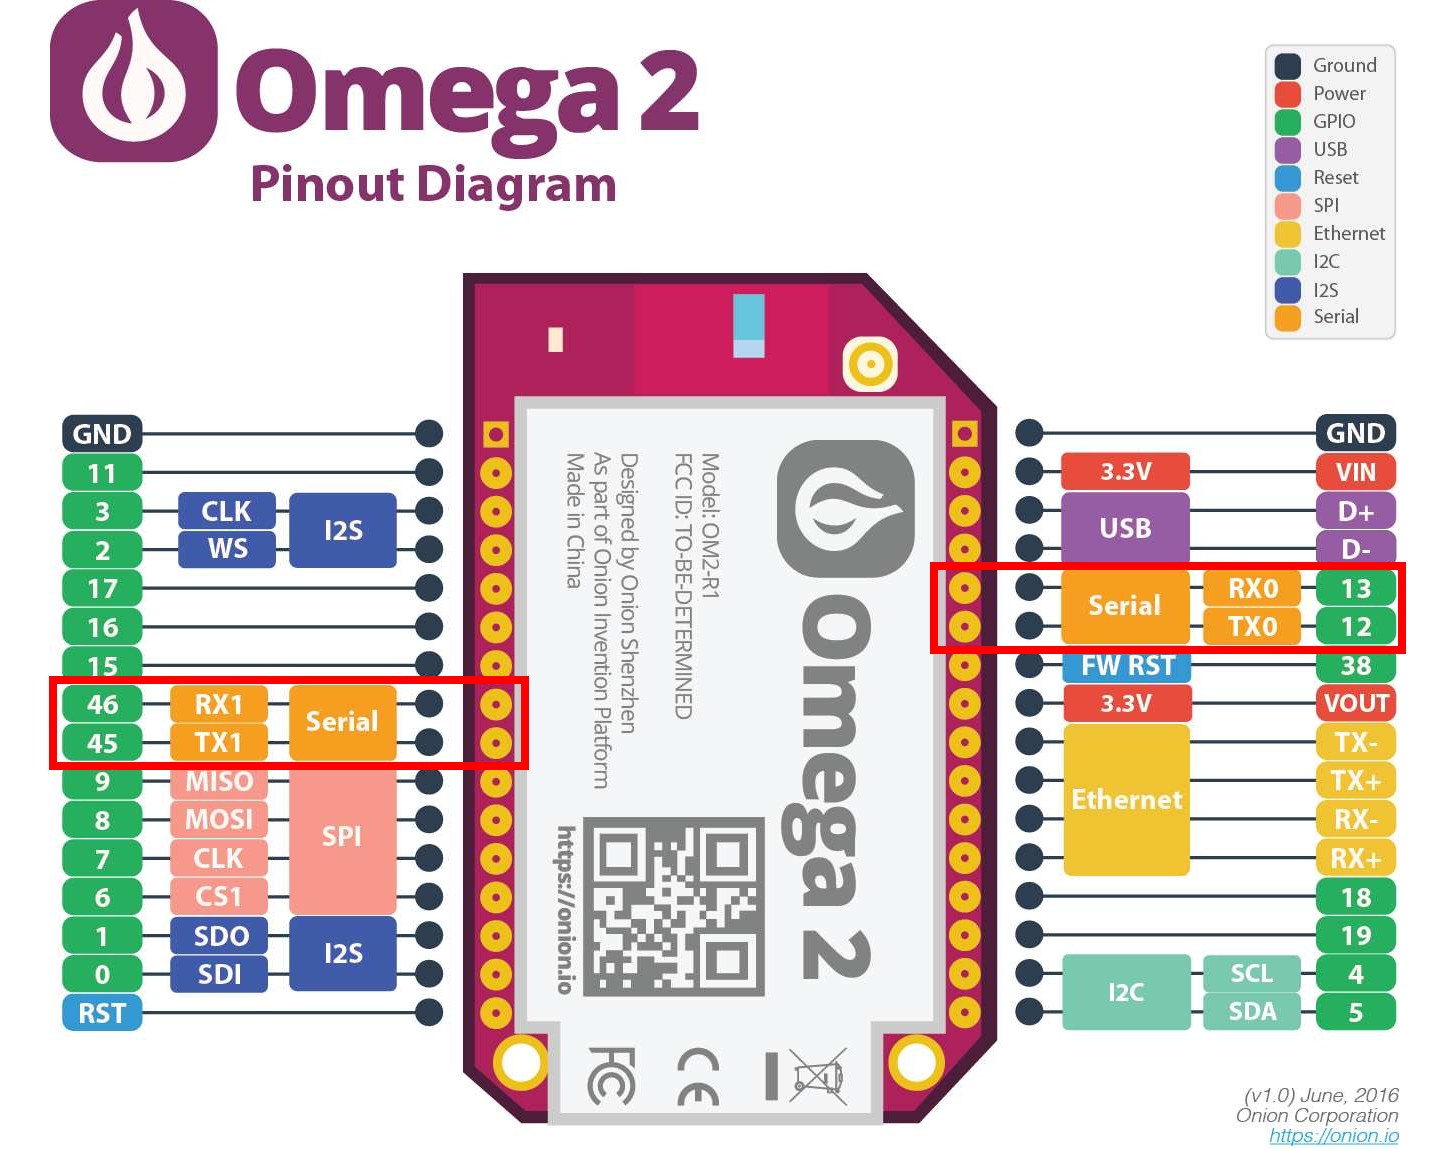 Omega 2
Pinout Diagram
Ground
Power
GPIO
USB
Reset
SPI
Ethernet
I2C
I2S
Serial
GND
11
3 CLK
2 WS
I2S
17
16
15
46 RX1
45 TX1
Serial
9 MISO
8 MOSI
7 CLK
6 CS1
SPI
1 SDO
0 SDI
I2S
RST
Model: OM2-R1
FCC ID: TO-BE-DETERMINED
Designed by Onion Shenzhen
As part of Onion Invention Platform
Made in China
Omega 2
https://onion.io
FC
CE
GND
3.3V VIN
USB
D+
D-
Serial
RX0 13
TX0 12
FW RST 38
3.3V VOUT
Ethernet
TX-
TX+
RX-
RX+
18
19
I2C
SCL 4
SDA 5
(v1.0) June, 2016
Onion Corporation
https://onion.io